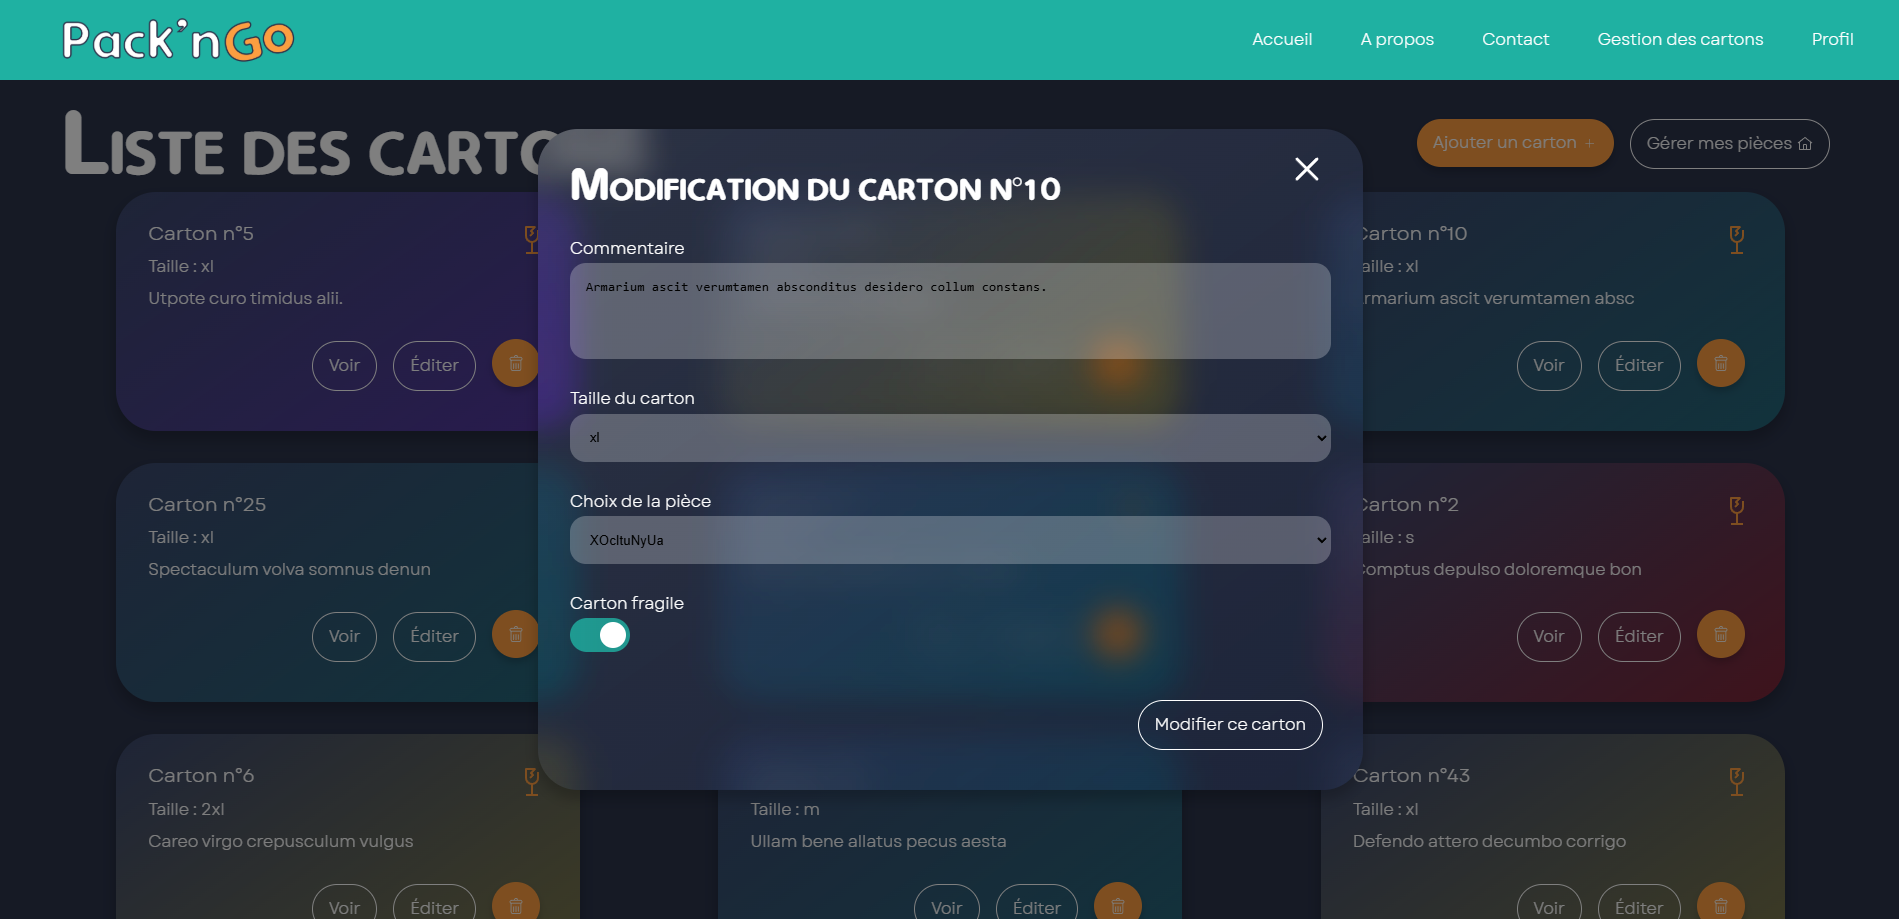 Pack'nGo
Accueil
A propos
Contact
Gestion des cartons
Profil
LISTE DES CARTO
Ajouter un carton +
Gérer mes pièces
MODIFICATION DU CARTON N°10
Commentaire
Armarium ascit verumtamen absconditus desidero collum constans.
Taille du carton
xl
Choix de la pièce
XOcItuNyUa
Carton fragile
Modifier ce carton
Carton n°5
Taille : xl
Utpote curo timidus alii.
Voir
Éditer
Carton n°10
aille : xl
rmarium ascit verumtamen absc
Voir
Éditer
Carton n°25
Taille : xl
Spectaculum volva somnus denun
Voir
Éditer
Carton n°2
aille : s
Comptus depulso doloremque bon
Voir
Éditer
Carton n°6
Taille : 2xl
Careo virgo crepusculum vulgus
Voir
Éditer
Taille : m
Ullam bene allatus pecus aesta
Voir
Éditer
Carton n°43
Taille : xl
Defendo attero decumbo corrigo
Voir
Éditer